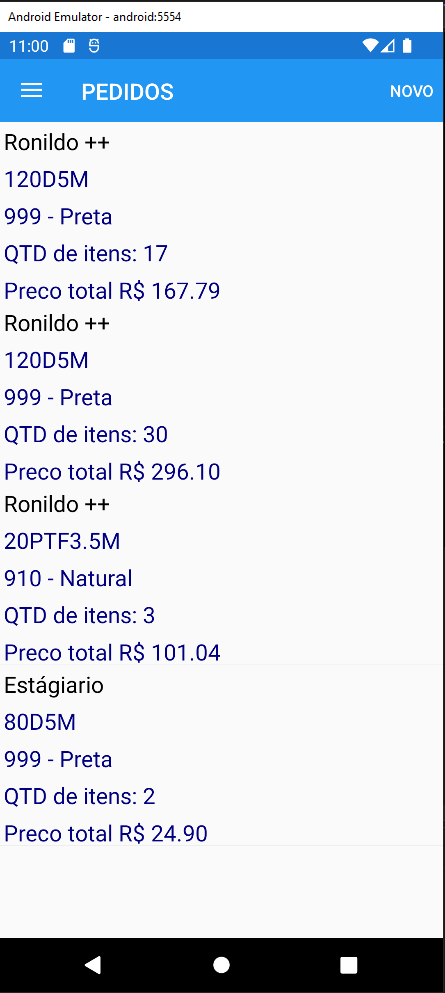 Android Emulator - android:5554
11:00
PEDIDOS
NOVO
Ronildo ++
120D5M
999 - Preta
QTD de itens: 17
Preco total R$ 167.79
Ronildo ++
120D5M
999 - Preta
QTD de itens: 30
Preco total R$ 296.10
Ronildo ++
20PTF3.5M
910 - Natural
QTD de itens: 3
Preco total R$ 101.04
Estágiario
80D5M
999 - Preta
QTD de itens: 2
Preco total R$ 24.90